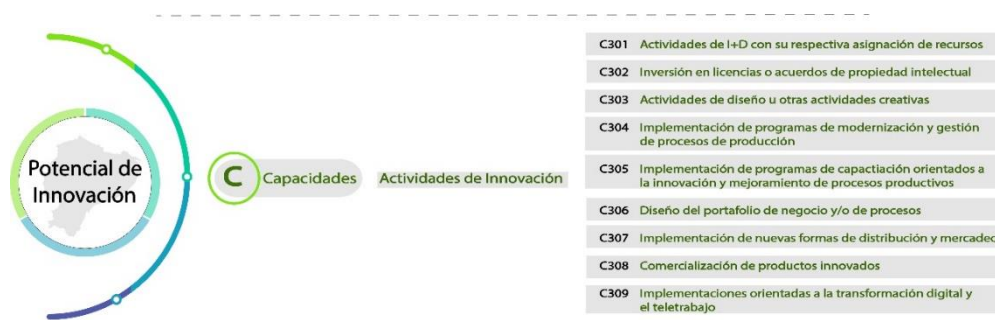 Potencial de
Innovación
C Capacidades
Actividades de Innovación
C301 Actividades de I+D con su respectiva asignación de recursos
C302 Inversión en licencias o acuerdos de propiedad intelectual
C303 Actividades de diseño u otras actividades creativas
C304 Implementación de programas de modernización y gestión
de procesos de producción
C305 Implementación de programas de capactiación orientados a
la innovación y mejoramiento de procesos productivos
C306 Diseño del portafolio de negocio y/o de procesos
C307 Implementación de nuevas formas de distribución y mercadeo
C308 Comercialización de productos innovados
C309 Implementaciones orientadas a la transformación digital y
el teletrabajo